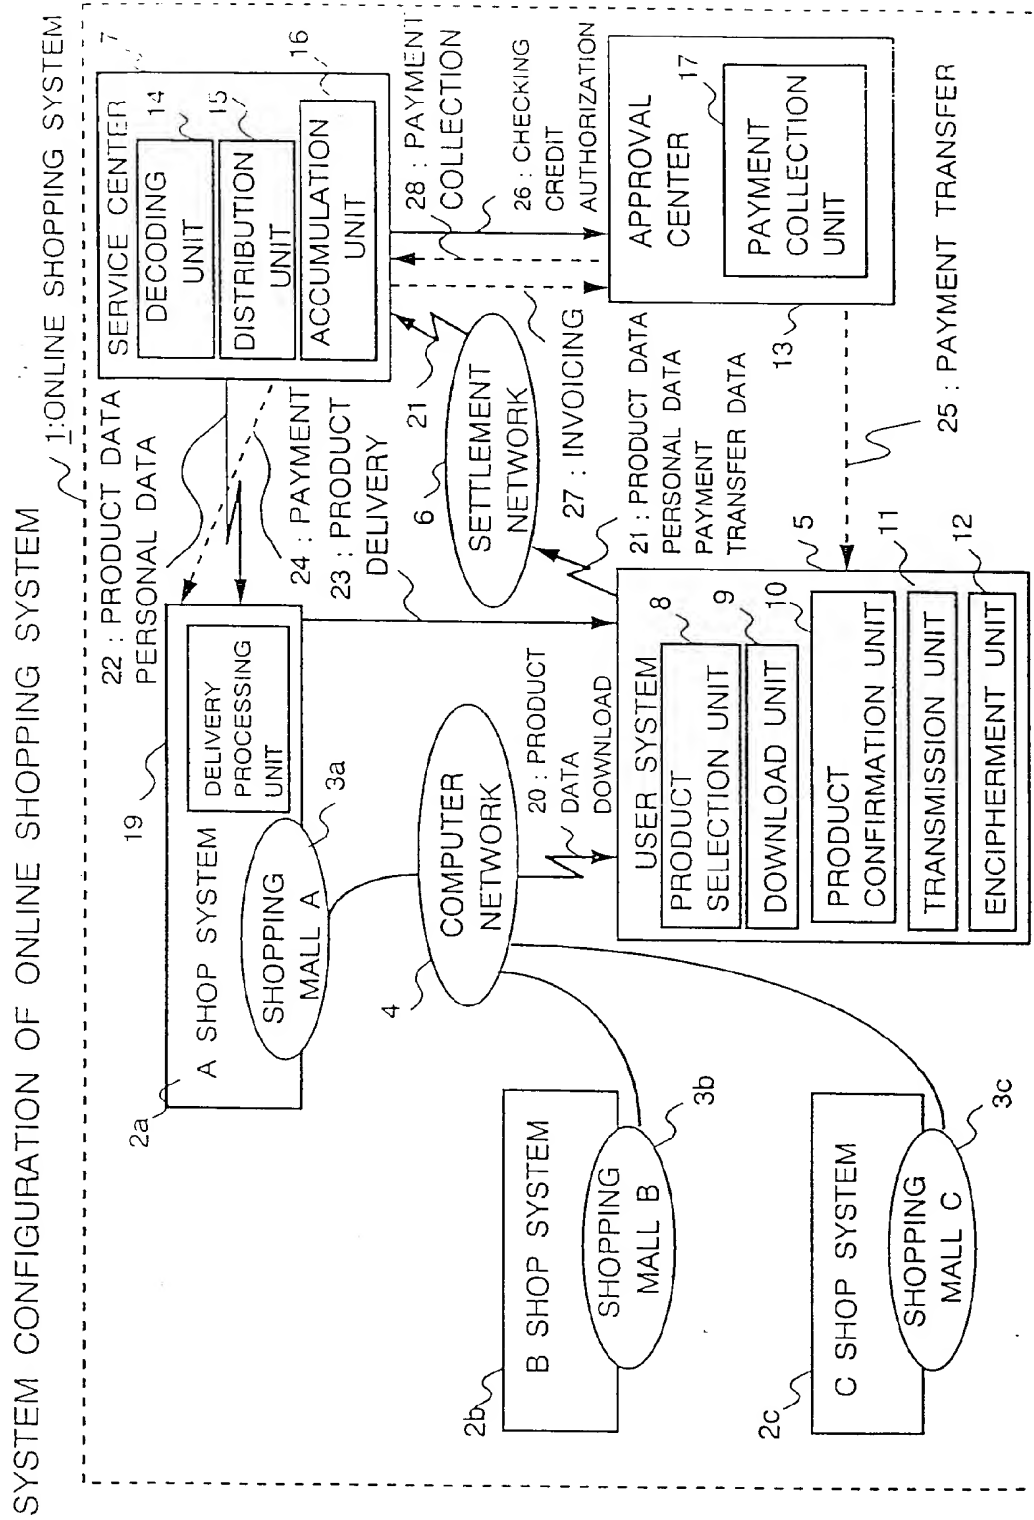 SYSTEM CONFIGURATION OF ONLINE SHOPPING SYSTEM
1:ONLINE SHOPPING SYSTEM
2a
A SHOP SYSTEM
19
DELIVERY
PROCESSING
UNIT
SHOPPING
MALL A
3a
22 : PRODUCT DATA
PERSONAL DATA
24 : PAYMENT
23 : PRODUCT
DELIVERY
SERVICE CENTER
7
DECODING
UNIT
14
DISTRIBUTION
UNIT
15
ACCUMULATION
UNIT
16
28 : PAYMENT
COLLECTION
26 : CHECKING
CREDIT
AUTHORIZATION
21
6
SETTLEMENT
NETWORK
27 : INVOICING
4
COMPUTER
NETWORK
20 : PRODUCT
DATA
DOWNLOAD
21 : PRODUCT DATA
PERSONAL DATA
PAYMENT
TRANSFER DATA
APPROVAL
CENTER
PAYMENT
COLLECTION
UNIT
17
13
25 : PAYMENT TRANSFER
2b
B SHOP SYSTEM
SHOPPING
MALL B
3b
USER SYSTEM
5
PRODUCT
SELECTION UNIT
8
DOWNLOAD UNIT
9
PRODUCT
CONFIRMATION UNIT
10
TRANSMISSION UNIT
11
ENCIPHERMENT UNIT
12
2c
C SHOP SYSTEM
SHOPPING
MALL C
3c